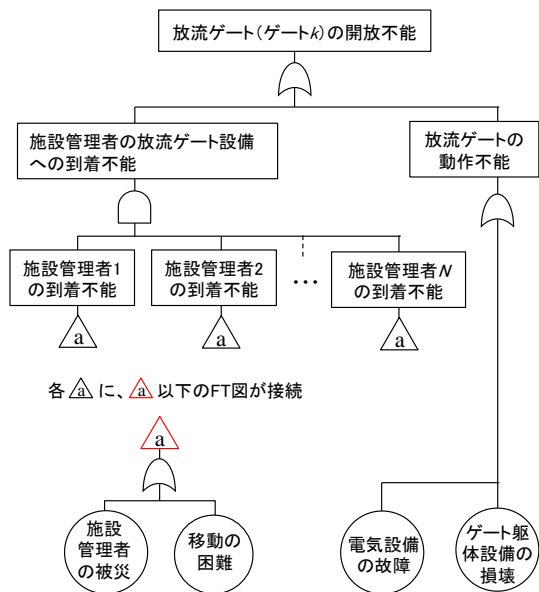 放流ゲート(ゲートk)の開放不能
施設管理者の放流ゲート設備
への到着不能
放流ゲートの
動作不能
施設管理者1
の到着不能
施設管理者2
の到着不能
…
施設管理者N
の到着不能
a
a
a
各 a に、 a 以下のFT図が接続
a
施設
管理者
の被災
移動の
困難
電気設備
の故障
ゲート躯
体設備の
損壊